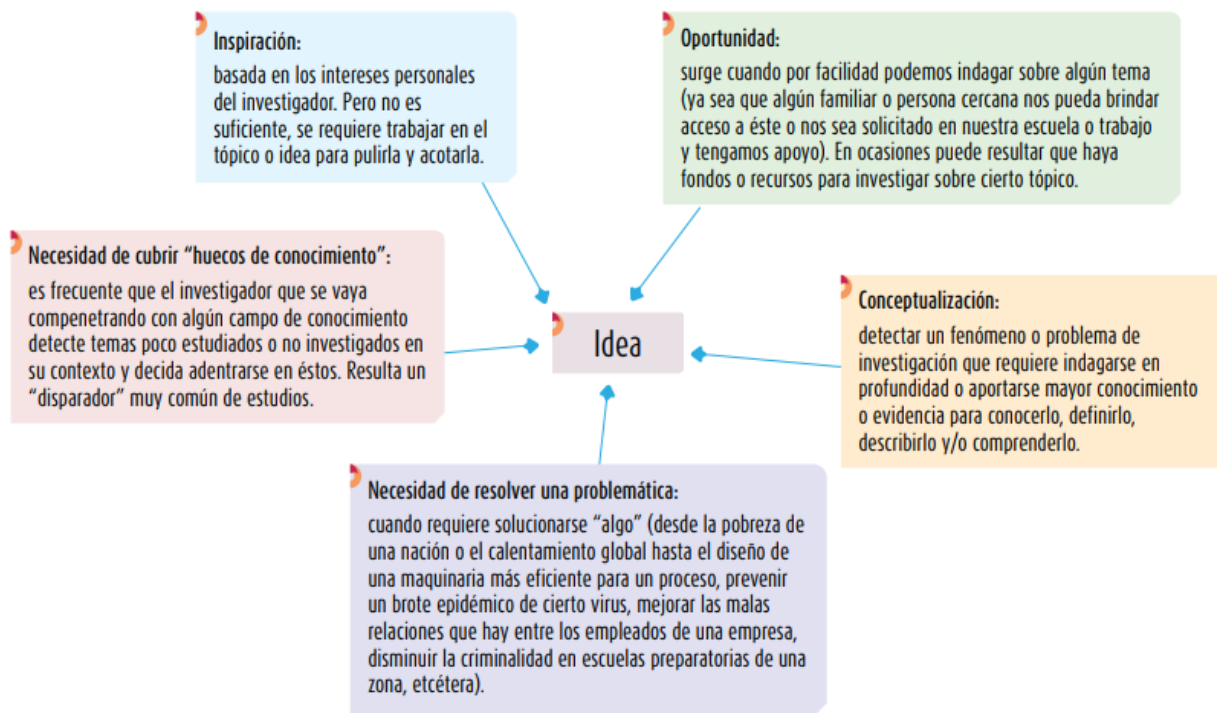 Inspiración:
basada en los intereses personales
del investigador. Pero no es
suficiente, se requiere trabajar en el
tópico o idea para pulirla y acotarla.
Oportunidad:
surge cuando por facilidad podemos indagar sobre algún tema
(ya sea que algún familiar o persona cercana nos pueda brindar
acceso a éste o nos sea solicitado en nuestra escuela o trabajo
y tengamos apoyo). En ocasiones puede resultar que haya
fondos o recursos para investigar sobre cierto tópico.
Necesidad de cubrir “huecos de conocimiento”:
es frecuente que el investigador que se vaya
compenetrando con algún campo de conocimiento
detecte temas poco estudiados o no investigados en
su contexto y decida adentrarse en éstos. Resulta un
“disparador” muy común de estudios.
Idea
Conceptualización:
detectar un fenómeno o problema de
investigación que requiere indagarse en
profundidad o aportarse mayor conocimiento
o evidencia para conocerlo, definirlo,
describirlo y/o comprenderlo.
Necesidad de resolver una problemática:
cuando requiere solucionarse “algo” (desde la pobreza de
una nación o el calentamiento global hasta el diseño de
una maquinaria más eficiente para un proceso, prevenir
un brote epidémico de cierto virus, mejorar las malas
relaciones que hay entre los empleados de una empresa,
disminuir la criminalidad en escuelas preparatorias de una
zona, etcétera).